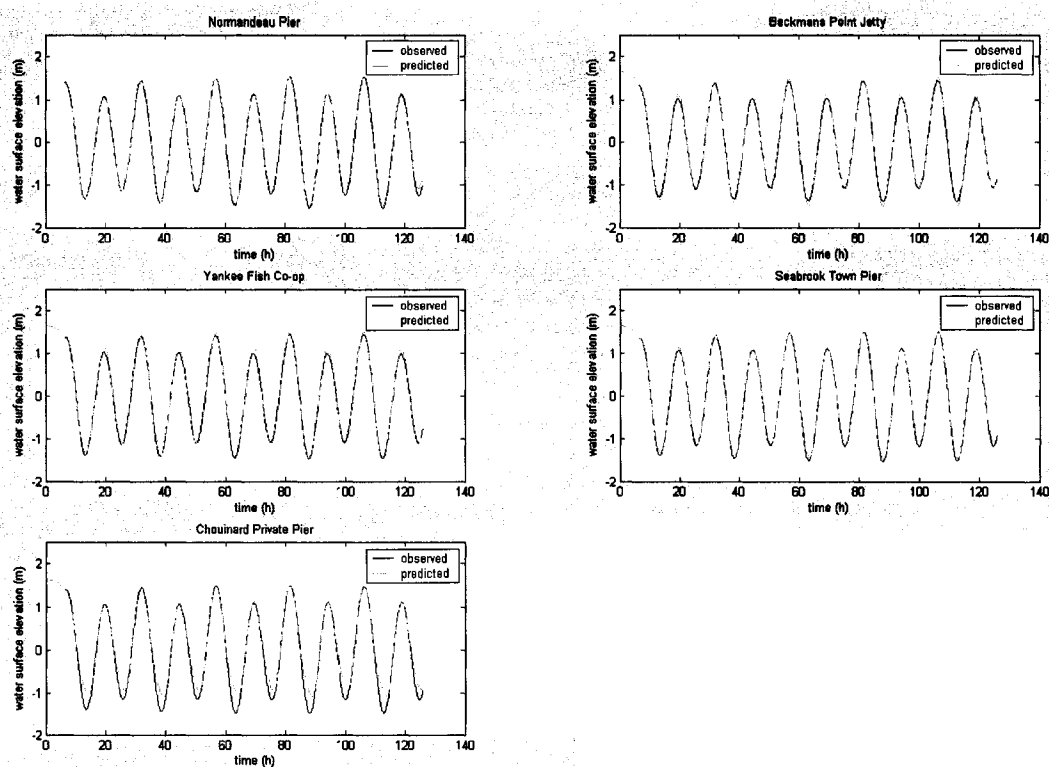 Normandeau Pier
water surface elevation (m)
2
1
0
-1
-2
observed
predicted
0 20 40 60 80 100 120 140
time (h)
Beckmans Point Jetty
water surface elevation (m)
2
1
0
-1
-2
observed
predicted
0 20 40 60 80 100 120 140
time (h)
Yankee Fish Co-op
water surface elevation (m)
2
1
0
-1
-2
observed
predicted
0 20 40 60 80 100 120 140
time (h)
Seabrook Town Pier
water surface elevation (m)
2
1
0
-1
-2
observed
predicted
0 20 40 60 80 100 120 140
time (h)
Chouinard Private Pier
water surface elevation (m)
2
1
0
-1
-2
observed
predicted
0 20 40 60 80 100 120 140
time (h)